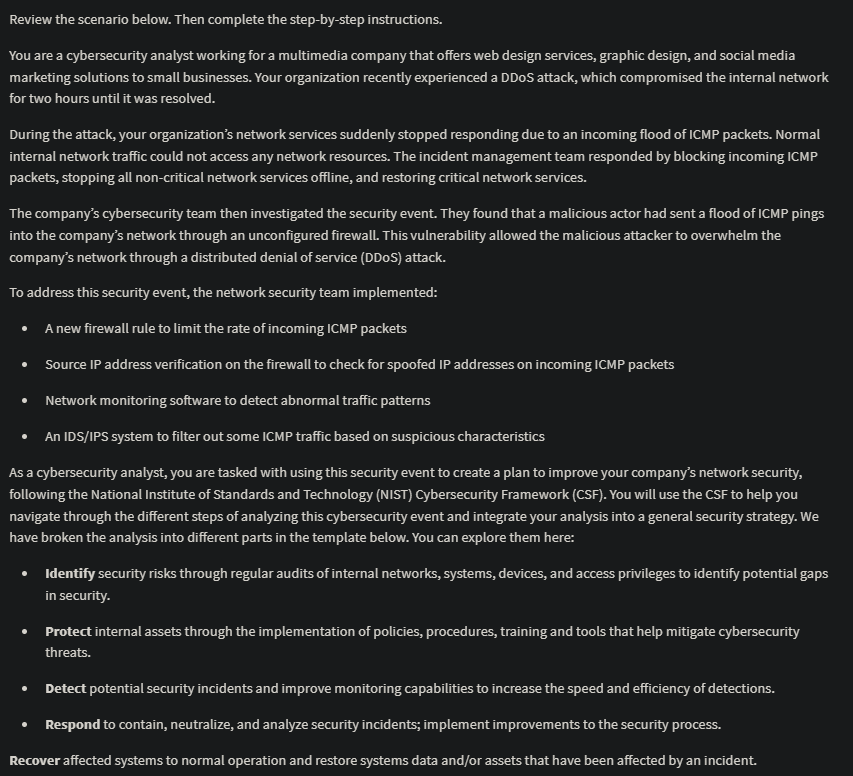 Review the scenario below. Then complete the step-by-step instructions.
You are a cybersecurity analyst working for a multimedia company that offers web design services, graphic design, and social media
marketing solutions to small businesses. Your organization recently experienced a DDoS attack, which compromised the internal network
for two hours until it was resolved.
During the attack, your organization’s network services suddenly stopped responding due to an incoming flood of ICMP packets. Normal
internal network traffic could not access any network resources. The incident management team responded by blocking incoming ICMP
packets, stopping all non-critical network services offline, and restoring critical network services.
The company’s cybersecurity team then investigated the security event. They found that a malicious actor had sent a flood of ICMP pings
into the company’s network through an unconfigured firewall. This vulnerability allowed the malicious attacker to overwhelm the
company’s network through a distributed denial of service (DDoS) attack.
To address this security event, the network security team implemented:
• A new firewall rule to limit the rate of incoming ICMP packets
• Source IP address verification on the firewall to check for spoofed IP addresses on incoming ICMP packets
• Network monitoring software to detect abnormal traffic patterns
• An IDS/IPS system to filter out some ICMP traffic based on suspicious characteristics
As a cybersecurity analyst, you are tasked with using this security event to create a plan to improve your company’s network security,
following the National Institute of Standards and Technology (NIST) Cybersecurity Framework (CSF). You will use the CSF to help you
navigate through the different steps of analyzing this cybersecurity event and integrate your analysis into a general security strategy. We
have broken the analysis into different parts in the template below. You can explore them here:
• Identify security risks through regular audits of internal networks, systems, devices, and access privileges to identify potential gaps
in security.
• Protect internal assets through the implementation of policies, procedures, training and tools that help mitigate cybersecurity
threats.
• Detect potential security incidents and improve monitoring capabilities to increase the speed and efficiency of detections.
• Respond to contain, neutralize, and analyze security incidents; implement improvements to the security process.
Recover affected systems to normal operation and restore systems data and/or assets that have been affected by an incident.